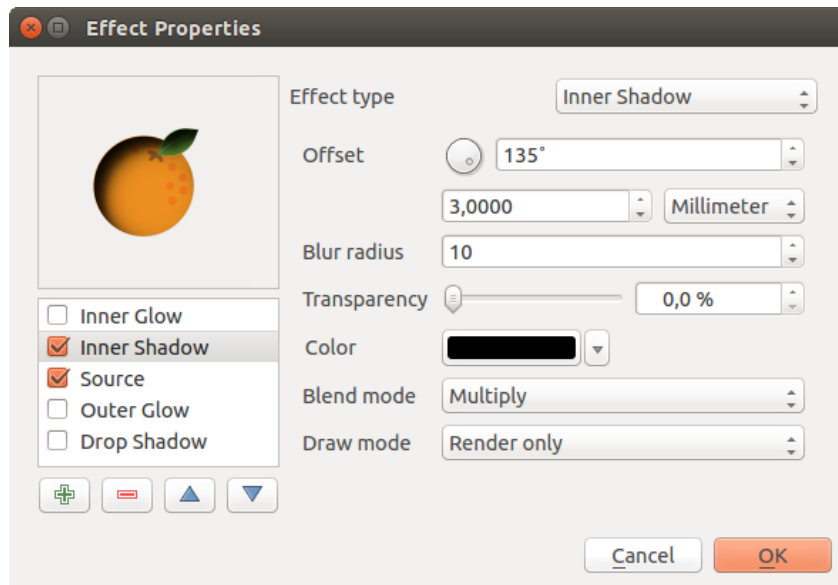 Effect Properties
Effect type Inner Shadow
Offset 135°
3,0000 Millimeter
Blur radius 10
Transparency 0,0 %
Color
Blend mode Multiply
Draw mode Render only
Inner Glow
Inner Shadow
Source
Outer Glow
Drop Shadow
Cancel OK